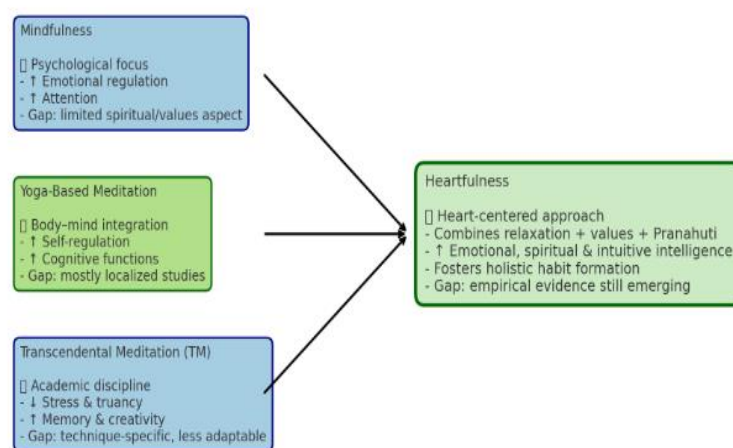 Mindfulness
▯ Psychological focus
- ↑ Emotional regulation
- ↑ Attention
- Gap: limited spiritual/values aspect
Yoga-Based Meditation
▯ Body–mind integration
- ↑ Self-regulation
- ↑ Cognitive functions
- Gap: mostly localized studies
Transcendental Meditation (TM)
▯ Academic discipline
- ↓ Stress & truancy
- ↑ Memory & creativity
- Gap: technique-specific, less adaptable
Heartfulness
▯ Heart-centered approach
- Combines relaxation + values + Pranahuti
- ↑ Emotional, spiritual & intuitive intelligence
- Fosters holistic habit formation
- Gap: empirical evidence still emerging